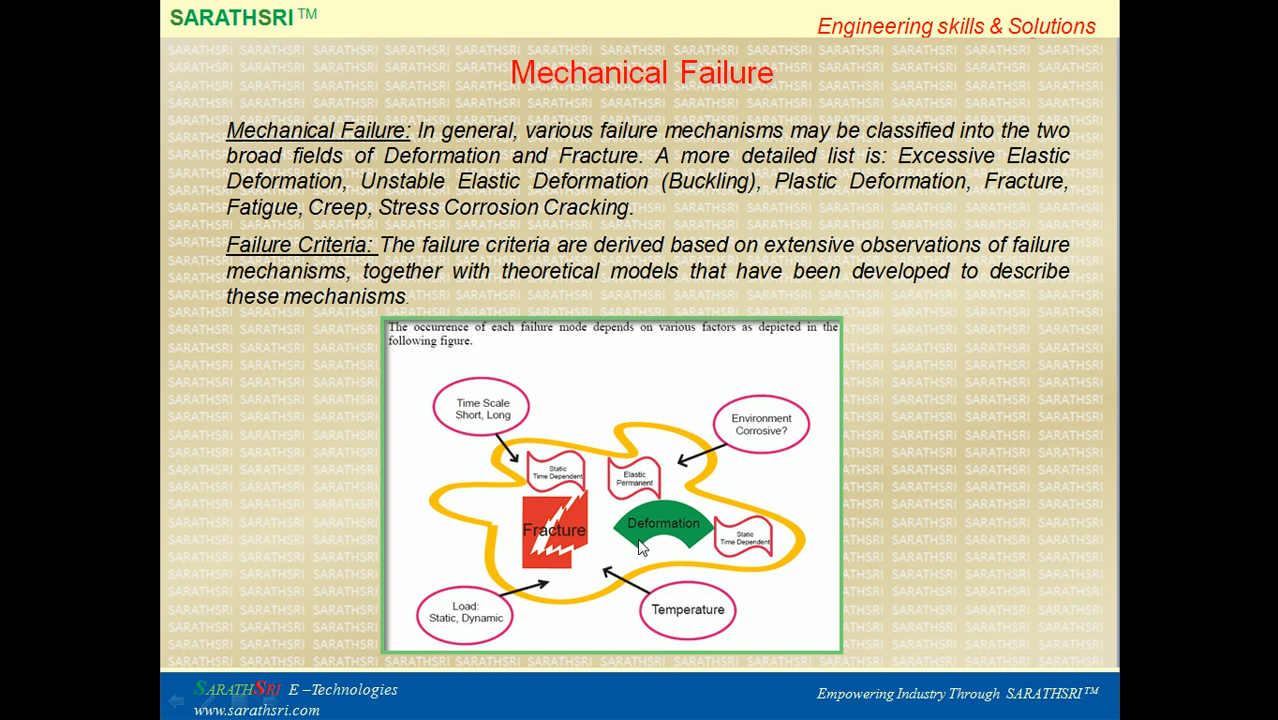 SARATHSRI™
Engineering skills & Solutions
Mechanical Failure
Mechanical Failure: In general, various failure mechanisms may be classified into the two
broad fields of Deformation and Fracture. A more detailed list is: Excessive Elastic
Deformation, Unstable Elastic Deformation (Buckling), Plastic Deformation, Fracture,
Fatigue, Creep, Stress Corrosion Cracking.
Failure Criteria: The failure criteria are derived based on extensive observations of failure
mechanisms, together with theoretical models that have been developed to describe
these mechanisms.
The occurrence of each failure mode depends on various factors as depicted in the
following figure.
Time Scale
Short, Long
Environment
Corrosive?
Static
Time Dependent
Elastic
Permanent
Fracture
Deformation
Static
Time Dependent
Load:
Static, Dynamic
Temperature
SARATHSRI E –Technologies
www.sarathsri.com
Empowering Industry Through SARATHSRI™